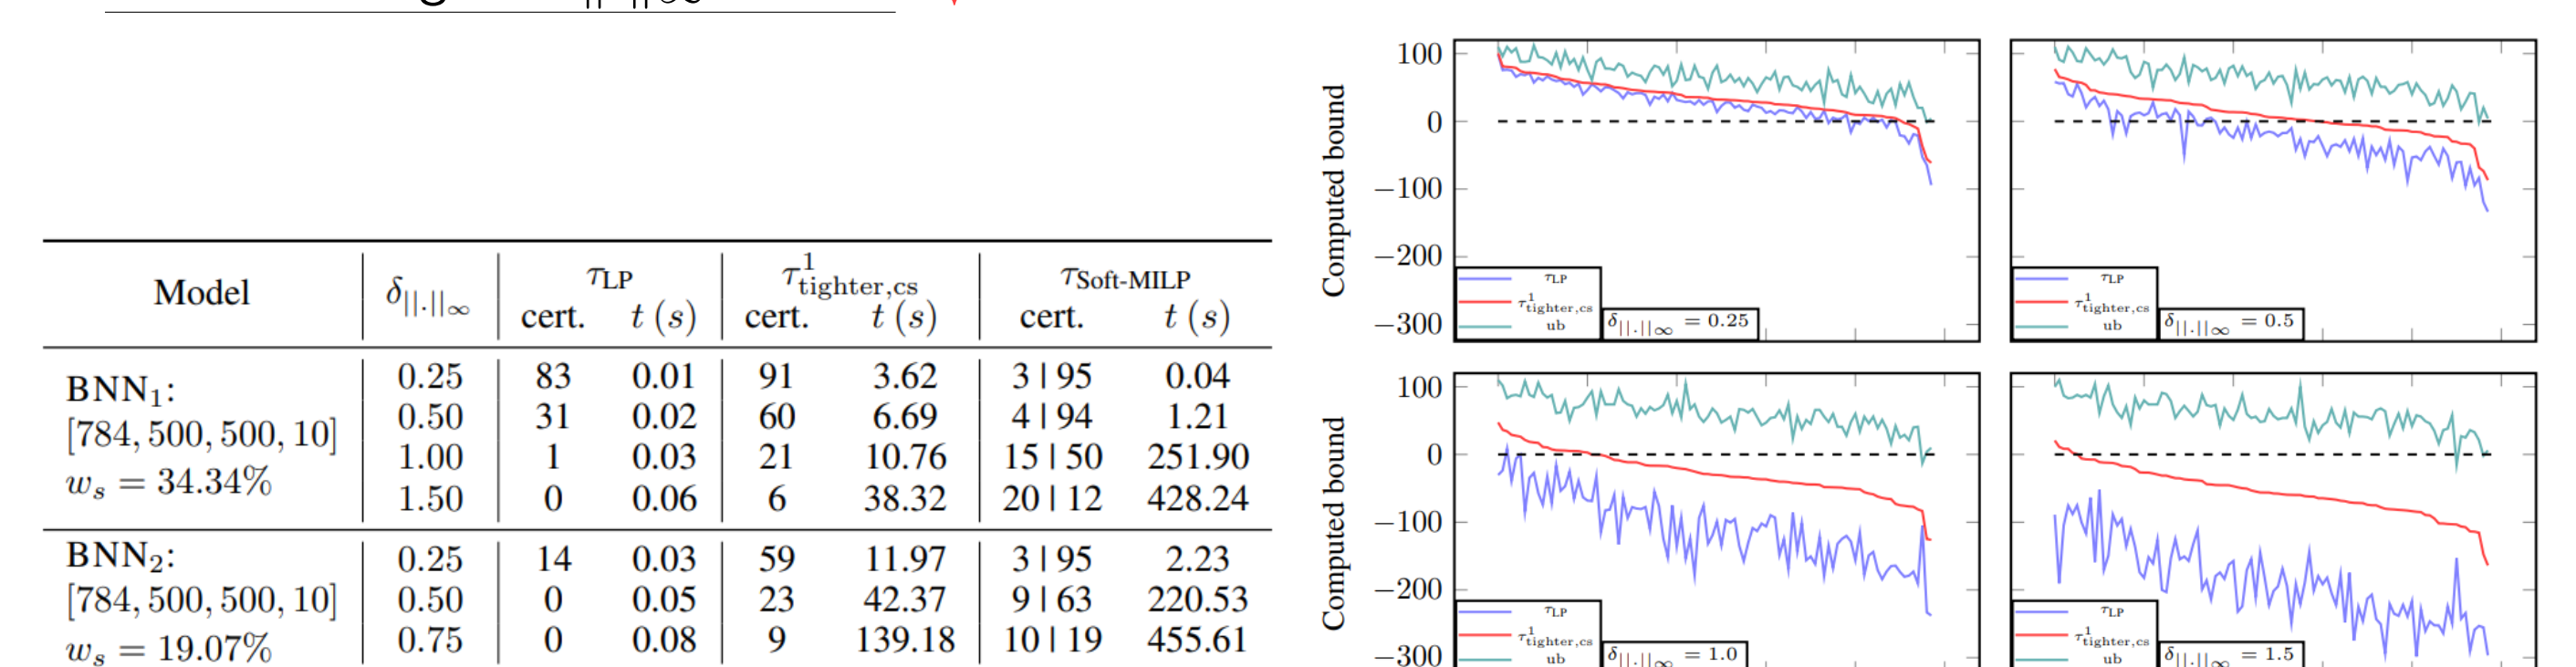 Model δ||.||∞ τLP τ¹tighter,cs τSoft-MILP
cert. t (s) cert. t (s) cert. t (s)
BNN₁:
[784, 500, 500, 10]
wₛ = 34.34%
0.25 83 0.01 91 3.62 3 | 95 0.04
0.50 31 0.02 60 6.69 4 | 94 1.21
1.00 1 0.03 21 10.76 15 | 50 251.90
1.50 0 0.06 6 38.32 20 | 12 428.24
BNN₂:
[784, 500, 500, 10]
wₛ = 19.07%
0.25 14 0.03 59 11.97 3 | 95 2.23
0.50 0 0.05 23 42.37 9 | 63 220.53
0.75 0 0.08 9 139.18 10 | 19 455.61
Computed bound
100
0
−100
−200
−300
τLP
τ¹tighter,cs
ub
δ||.||∞ = 0.25
τLP
τ¹tighter,cs
ub
δ||.||∞ = 0.5
Computed bound
100
0
−100
−200
−300
τLP
τ¹tighter,cs
ub
δ||.||∞ = 1.0
τLP
τ¹tighter,cs
ub
δ||.||∞ = 1.5